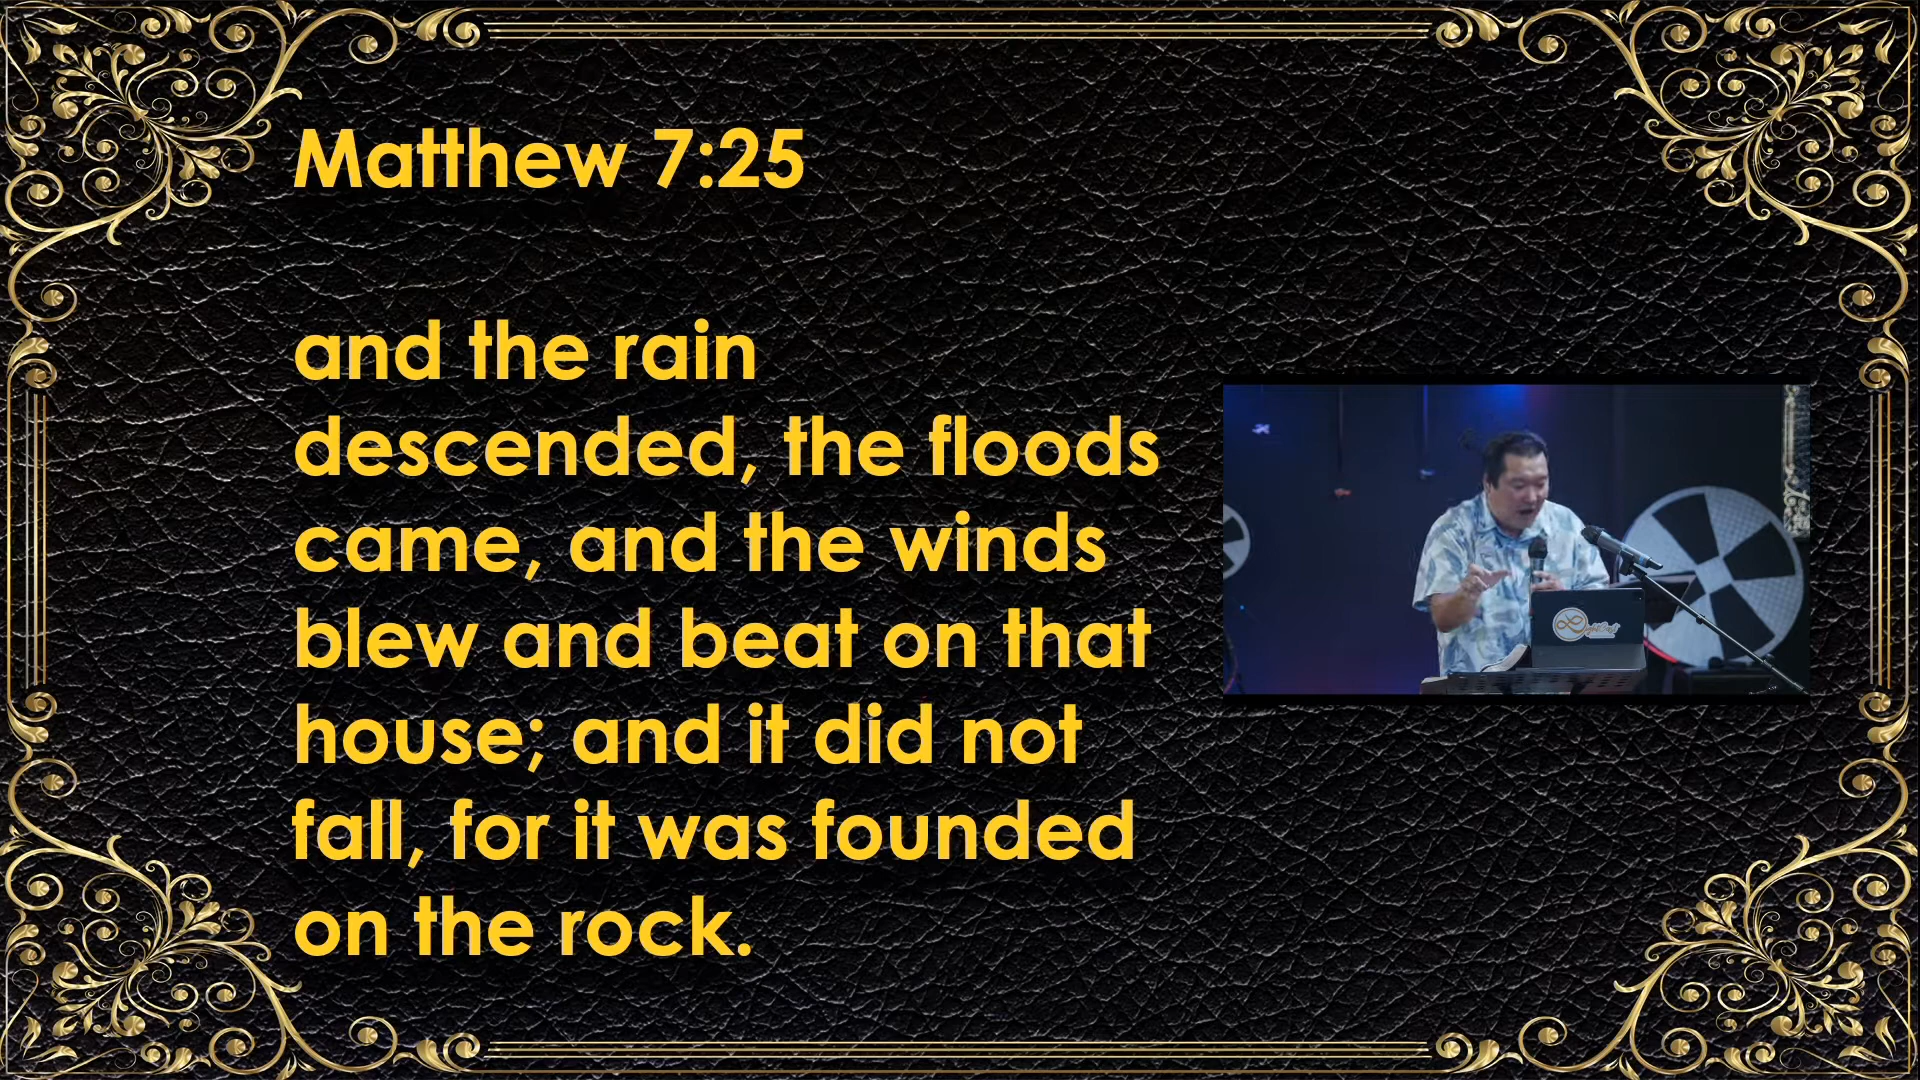 Matthew 7:25
and the rain
descended, the floods
came, and the winds
blew and beat on that
house; and it did not
fall, for it was founded
on the rock.